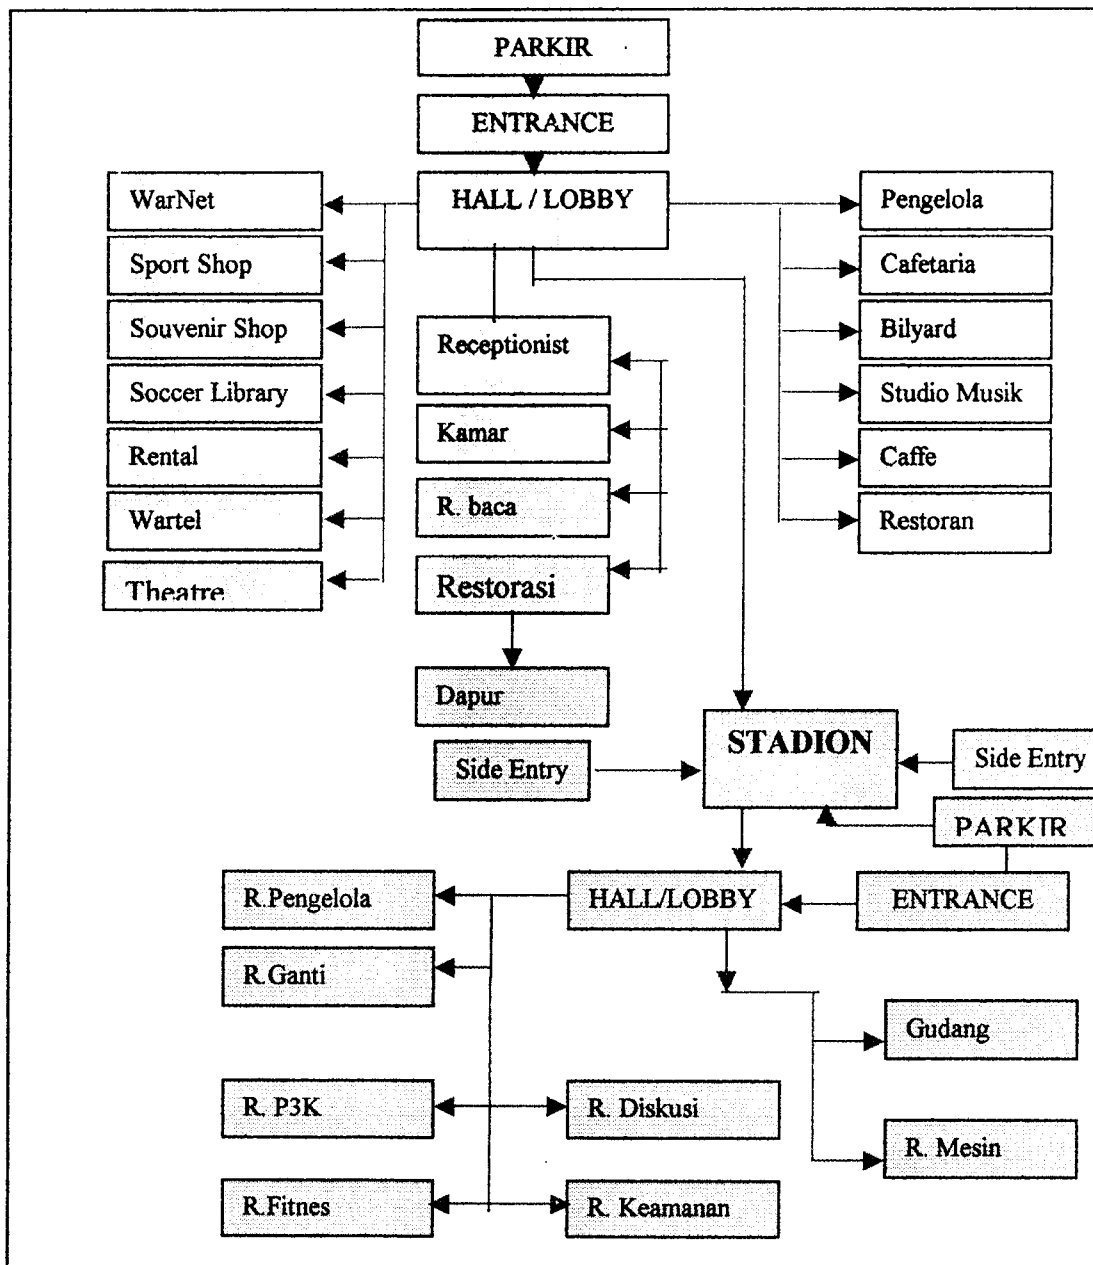 PARKIR
ENTRANCE
HALL / LOBBY
WarNet
Sport Shop
Souvenir Shop
Soccer Library
Rental
Wartel
Theatre
Receptionist
Kamar
R. baca
Restorasi
Dapur
Pengelola
Cafetaria
Bilyard
Studio Musik
Caffe
Restoran
STADION
Side Entry
Side Entry
PARKIR
ENTRANCE
HALL/LOBBY
R.Pengelola
R.Ganti
R. P3K
R.Fitnes
R. Diskusi
R. Keamanan
Gudang
R. Mesin